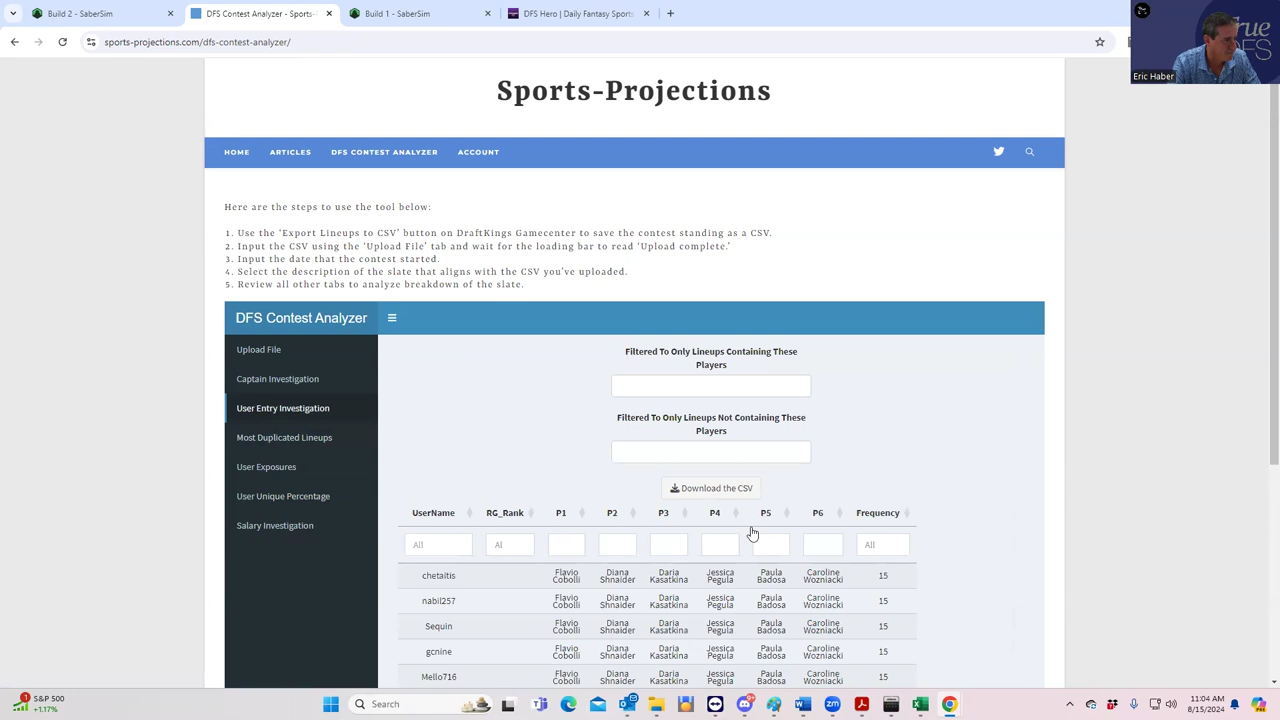 Build 2 - SaberSim
DFS Contest Analyzer - Sports-
Build 1 - SaberSim
DFS Hero | Daily Fantasy Sports
sports-projections.com/dfs-contest-analyzer/
True
DFS
Eric Haber
Sports-Projections
HOME ARTICLES DFS CONTEST ANALYZER ACCOUNT
Here are the steps to use the tool below:
1. Use the 'Export Lineups to CSV' button on DraftKings Gamecenter to save the contest standing as a CSV.
2. Input the CSV using the 'Upload File' tab and wait for the loading bar to read 'Upload complete.'
3. Input the date that the contest started.
4. Select the description of the slate that aligns with the CSV you've uploaded.
5. Review all other tabs to analyze breakdown of the slate.
DFS Contest Analyzer
Upload File
Captain Investigation
User Entry Investigation
Most Duplicated Lineups
User Exposures
User Unique Percentage
Salary Investigation
Filtered To Only Lineups Containing These
Players
Filtered To Only Lineups Not Containing These
Players
Download the CSV
UserName RG_Rank P1 P2 P3 P4 P5 P6 Frequency
All Al All
chetaitis Flavio Cobolli Diana Shnaider Daria Kasatkina Jessica Pegula Paula Badosa Caroline Wozniacki 15
nabil257 Flavio Cobolli Diana Shnaider Daria Kasatkina Jessica Pegula Paula Badosa Caroline Wozniacki 15
Sequin Flavio Cobolli Diana Shnaider Daria Kasatkina Jessica Pegula Paula Badosa Caroline Wozniacki 15
gcnine Flavio Cobolli Diana Shnaider Daria Kasatkina Jessica Pegula Paula Badosa Caroline Wozniacki 15
Mello716 Flavio Cobolli Diana Shnaider Daria Kasatkina Jessica Pegula Paula Badosa Caroline Wozniacki 15
S&P 500
+1.17%
Search
11:04 AM
8/15/2024